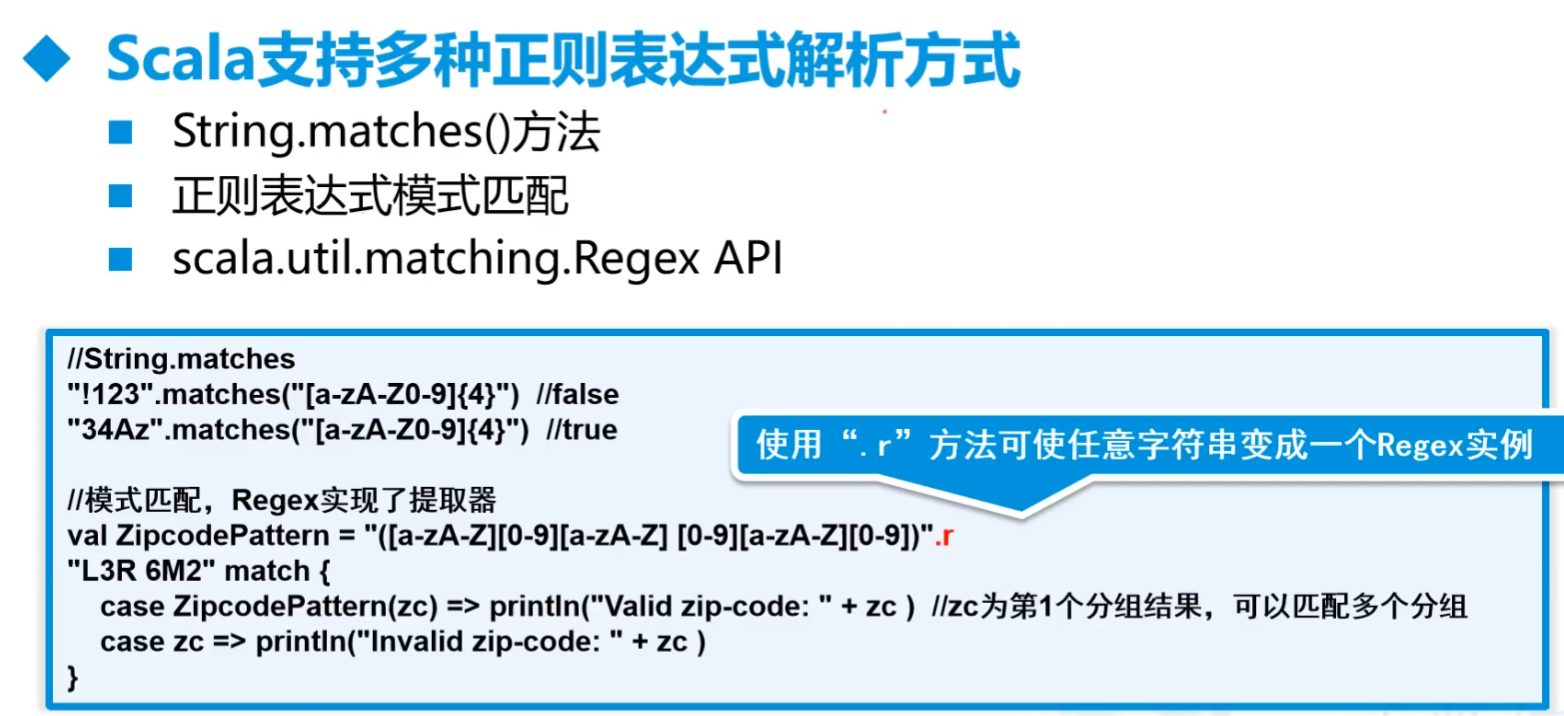 Scala支持多种正则表达式解析方式
String.matches()方法
正则表达式模式匹配
scala.util.matching.Regex API
//String.matches
"!123".matches("[a-zA-Z0-9]{4}")  //false
"34Az".matches("[a-zA-Z0-9]{4}")  //true
使用“.r”方法可使任意字符串变成一个Regex实例
//模式匹配，Regex实现了提取器
val ZipcodePattern = "([a-zA-Z][0-9][a-zA-Z] [0-9][a-zA-Z][0-9])".r
"L3R 6M2" match {
    case ZipcodePattern(zc) => println("Valid zip-code: " + zc )  //zc为第1个分组结果，可以匹配多个分组
    case zc => println("Invalid zip-code: " + zc )
}